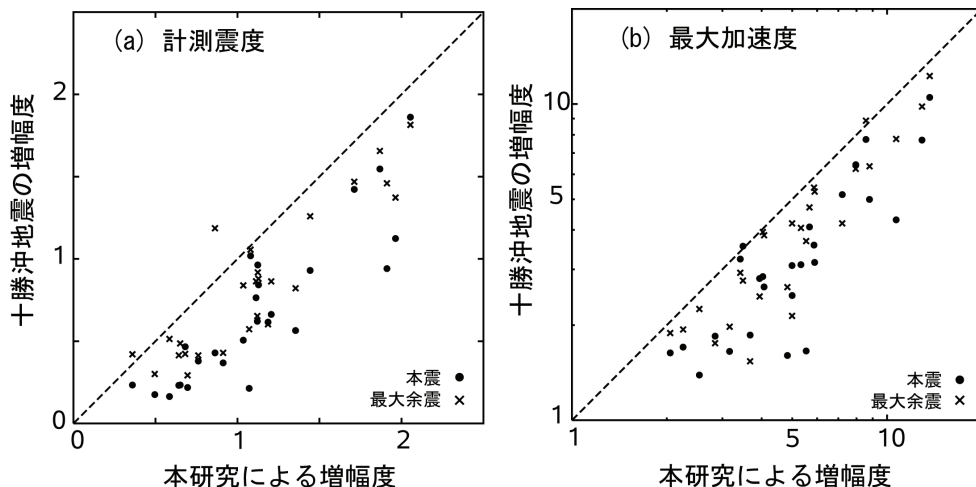 (a) 計測震度
十勝沖地震の増幅度
2
1
0
本震
最大余震
0
1
2
本研究による増幅度
(b) 最大加速度
十勝沖地震の増幅度
10
5
1
本震
最大余震
1
5
10
本研究による増幅度